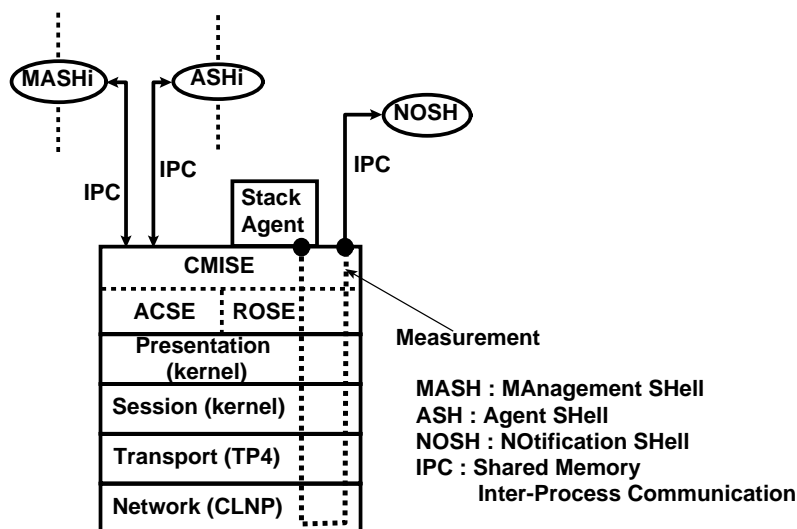 MASHi
ASHi
NOSH
IPC
IPC
IPC
Stack
Agent
CMISE
ACSE
ROSE
Measurement
Presentation
(kernel)
Session (kernel)
Transport (TP4)
Network (CLNP)
MASH : MAnagement SHell
ASH : Agent SHell
NOSH : NOtification SHell
IPC : Shared Memory
Inter-Process Communication